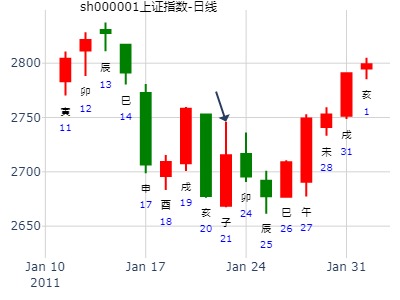 sh000001上证指数-日线
2800
2750
2700
2650
寅
11
卯
12
辰
13
巳
14
申
17
酉
18
戌
19
亥
20
子
21
卯
24
辰
25
巳
26
午
27
未
28
戌
31
亥
1
Jan 10
2011
Jan 17
Jan 24
Jan 31